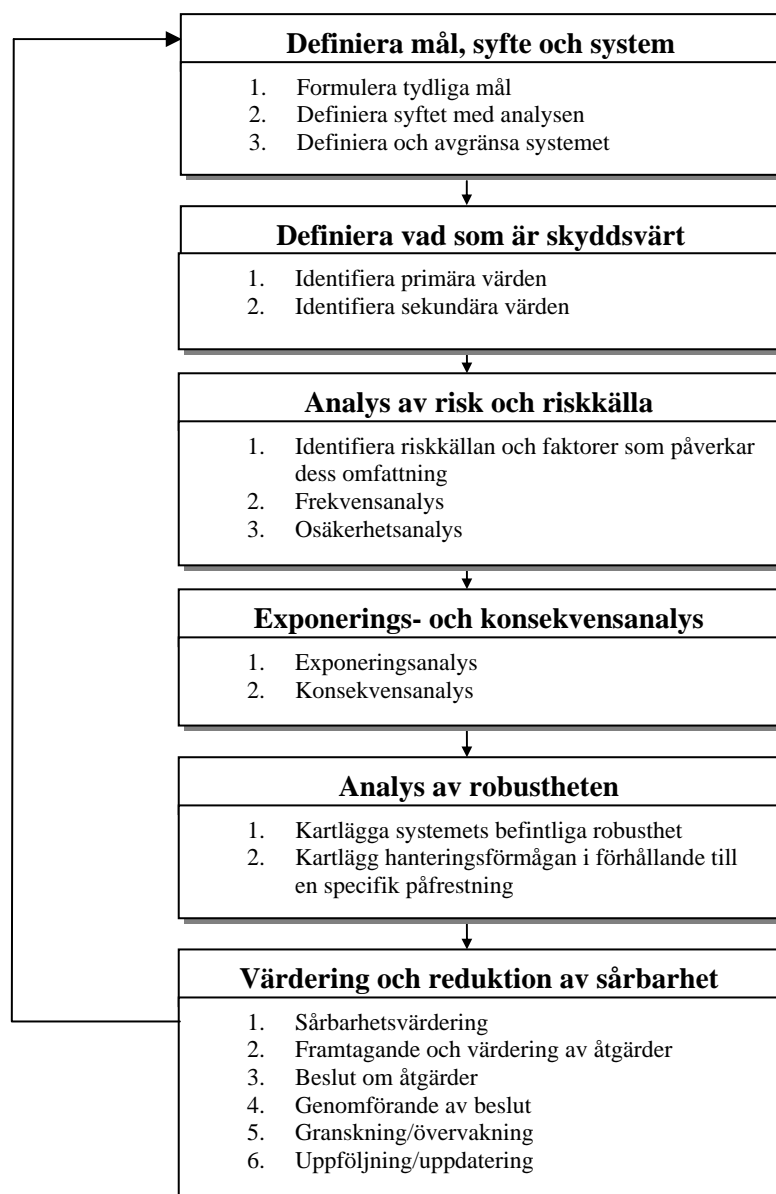 Definiera mål, syfte och system
1. Formulera tydliga mål
2. Definiera syftet med analysen
3. Definiera och avgränsa systemet
Definiera vad som är skyddsvärt
1. Identifiera primära värden
2. Identifiera sekundära värden
Analys av risk och riskkälla
1. Identifiera riskkällan och faktorer som påverkar
dess omfattning
2. Frekvensanalys
3. Osäkerhetsanalys
Exponerings- och konsekvensanalys
1. Exponeringsanalys
2. Konsekvensanalys
Analys av robustheten
1. Kartlägga systemets befintliga robusthet
2. Kartlägg hanteringsförmågan i förhållande till
en specifik påfrestning
Värdering och reduktion av sårbarhet
1. Sårbarhetsvärdering
2. Framtagande och värdering av åtgärder
3. Beslut om åtgärder
4. Genomförande av beslut
5. Granskning/övervakning
6. Uppföljning/uppdatering